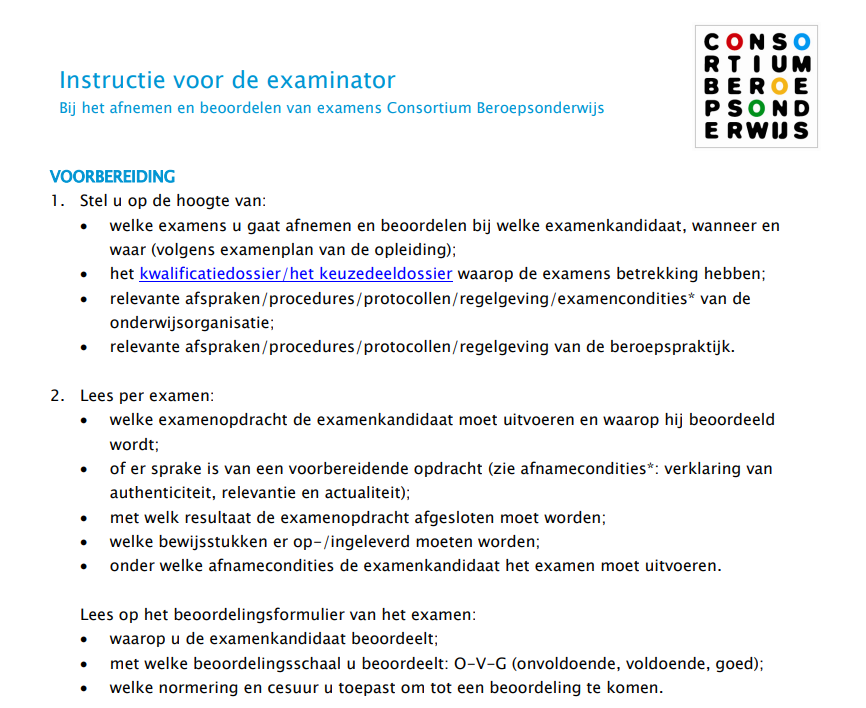 CONSO
RTIUM
BEROE
PSOND
ERWIJS
Instructie voor de examinator
Bij het afnemen en beoordelen van examens Consortium Beroepsonderwijs
VOORBEREIDING
1. Stel u op de hoogte van:
• welke examens u gaat afnemen en beoordelen bij welke examenkandidaat, wanneer en
waar (volgens examenplan van de opleiding);
• het kwalificatiedossier/het keuzedeeldossier waarop de examens betrekking hebben;
• relevante afspraken/procedures/protocollen/regelgeving/examencondities* van de
onderwijsorganisatie;
• relevante afspraken/procedures/protocollen/regelgeving van de beroepspraktijk.
2. Lees per examen:
• welke examenopdracht de examenkandidaat moet uitvoeren en waarop hij beoordeeld
wordt;
• of er sprake is van een voorbereidende opdracht (zie afnamecondities*: verklaring van
authenticiteit, relevantie en actualiteit);
• met welk resultaat de examenopdracht afgesloten moet worden;
• welke bewijsstukken er op-/ingeleverd moeten worden;
• onder welke afnamecondities de examenkandidaat het examen moet uitvoeren.
Lees op het beoordelingsformulier van het examen:
• waarop u de examenkandidaat beoordeelt;
• met welke beoordelingsschaal u beoordeelt: O-V-G (onvoldoende, voldoende, goed);
• welke normering en cesuur u toepast om tot een beoordeling te komen.